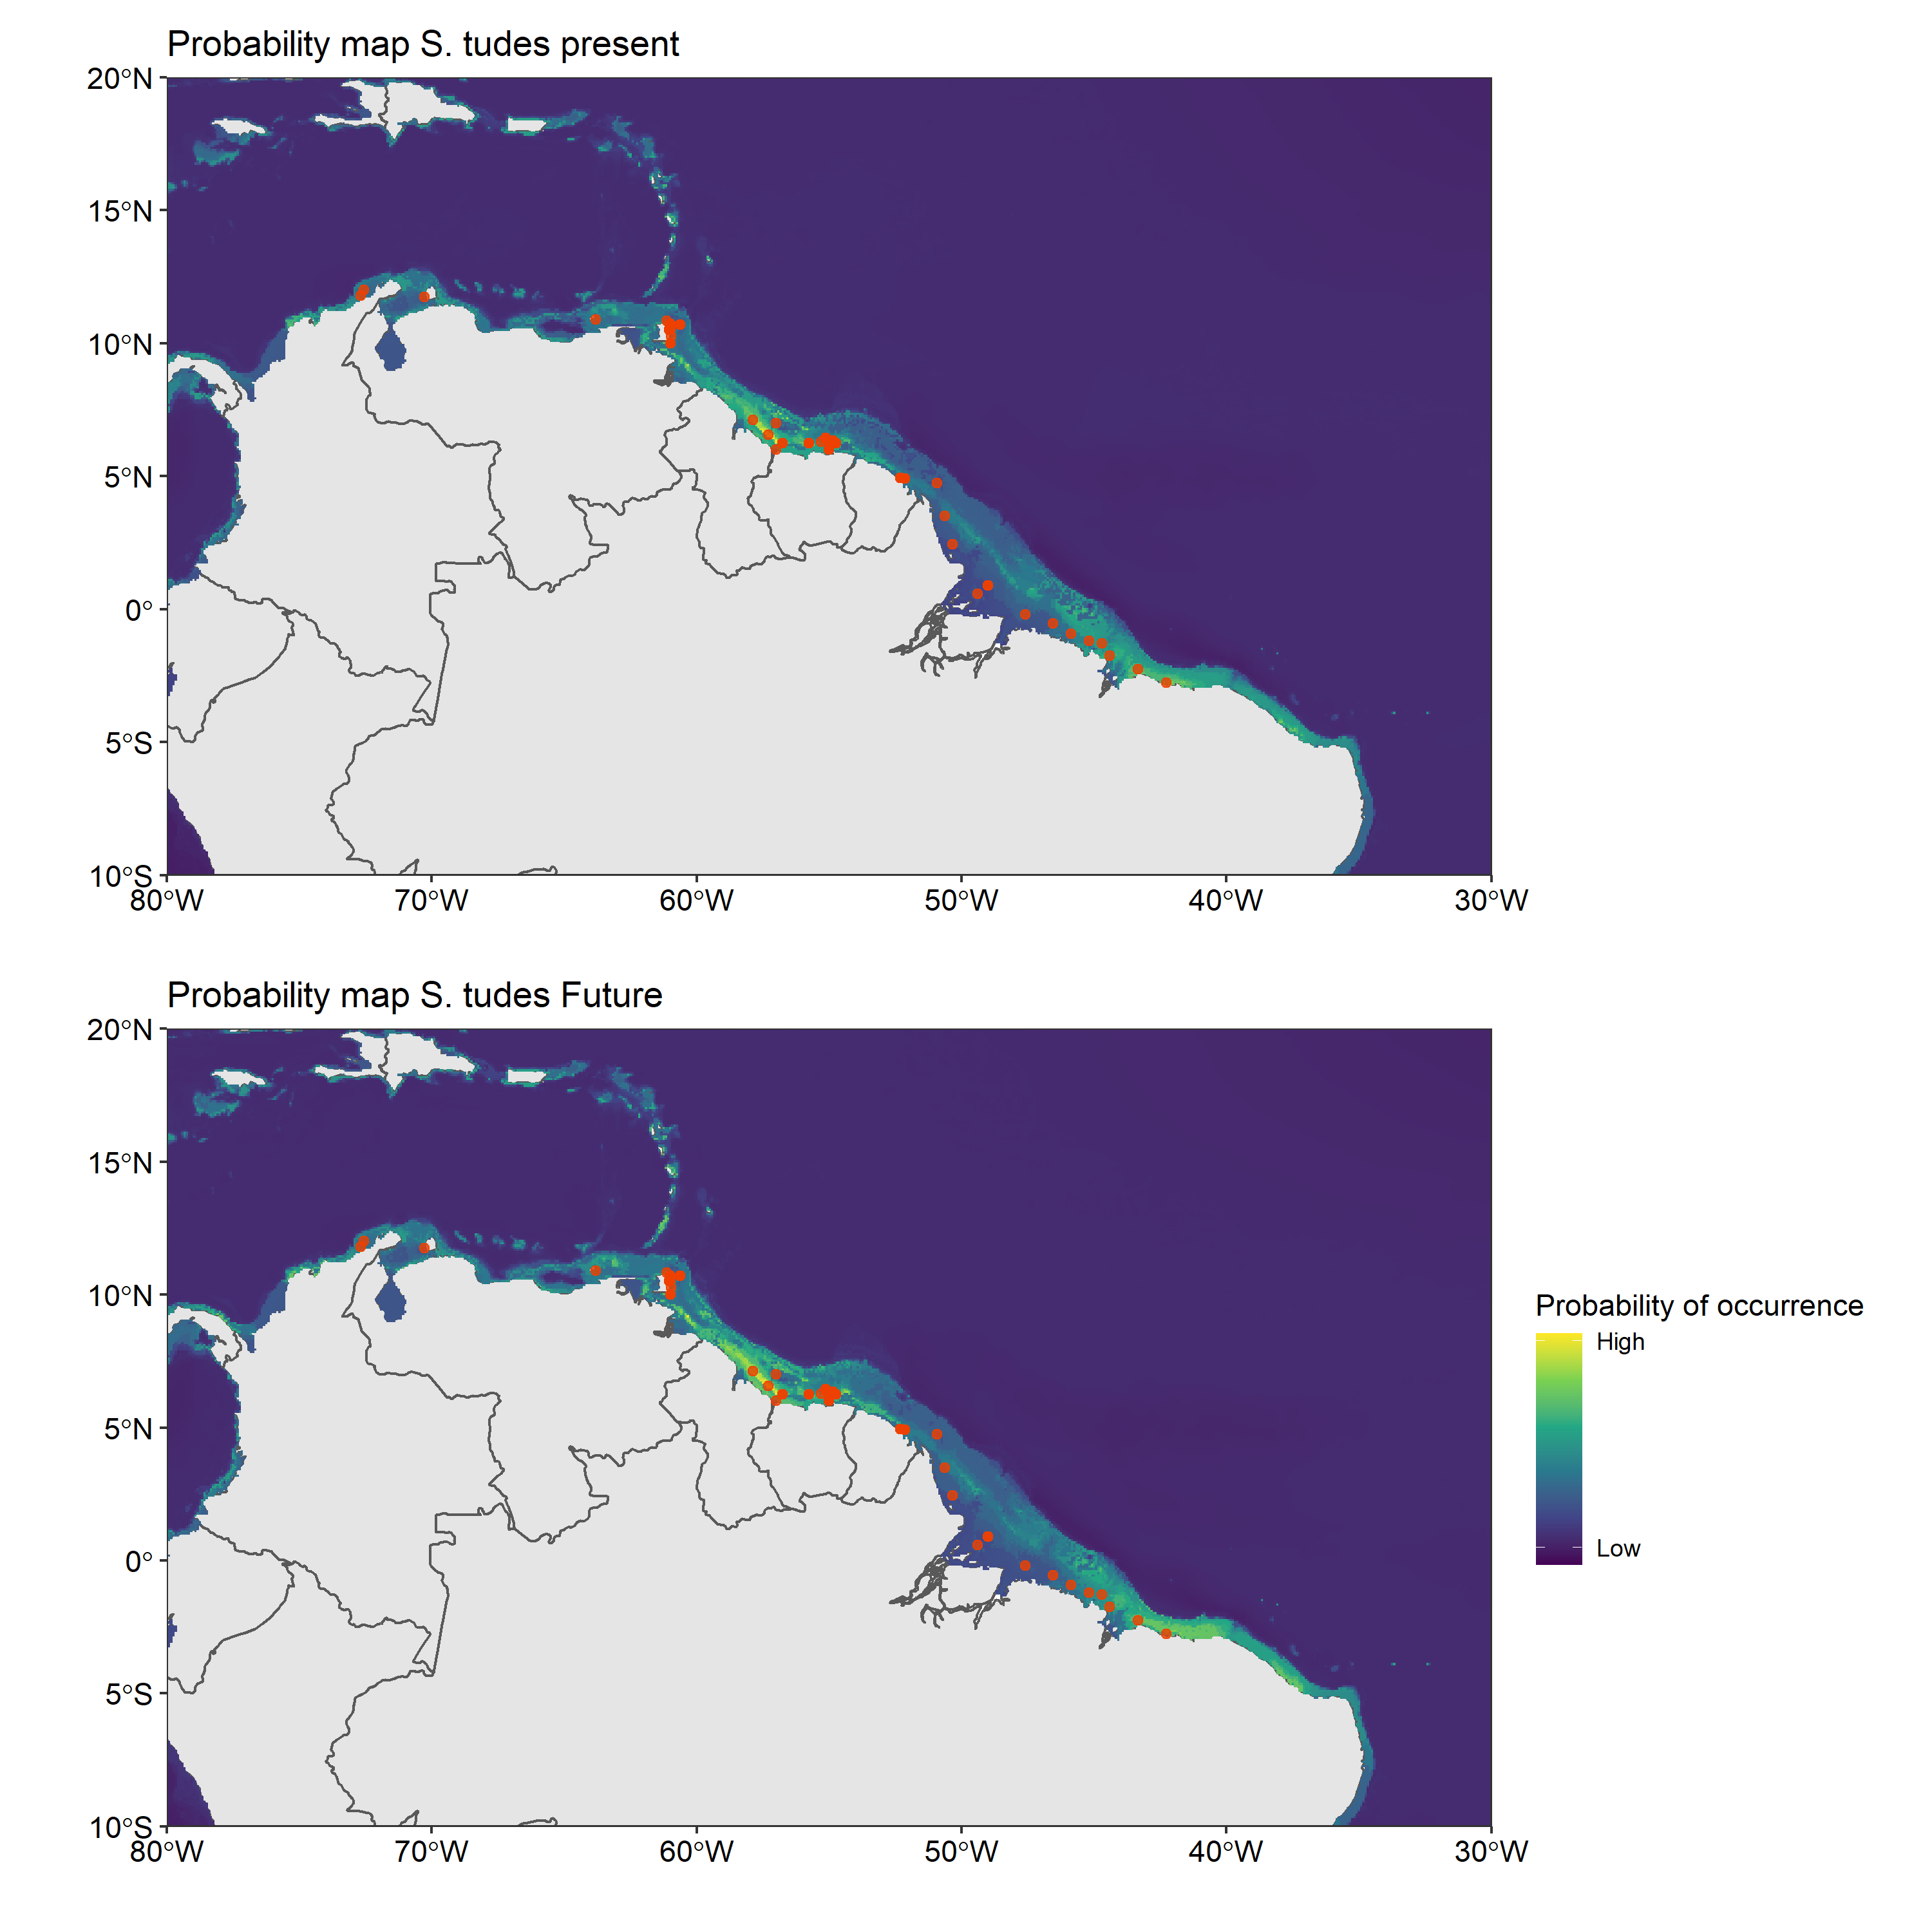 Probability map S. tudes present
20°N
15°N
10°N
5°N
0°
5°S
10°S
80°W 70°W 60°W 50°W 40°W 30°W
Probability map S. tudes Future
20°N
15°N
10°N
5°N
0°
5°S
10°S
80°W 70°W 60°W 50°W 40°W 30°W
Probability of occurrence
High
Low